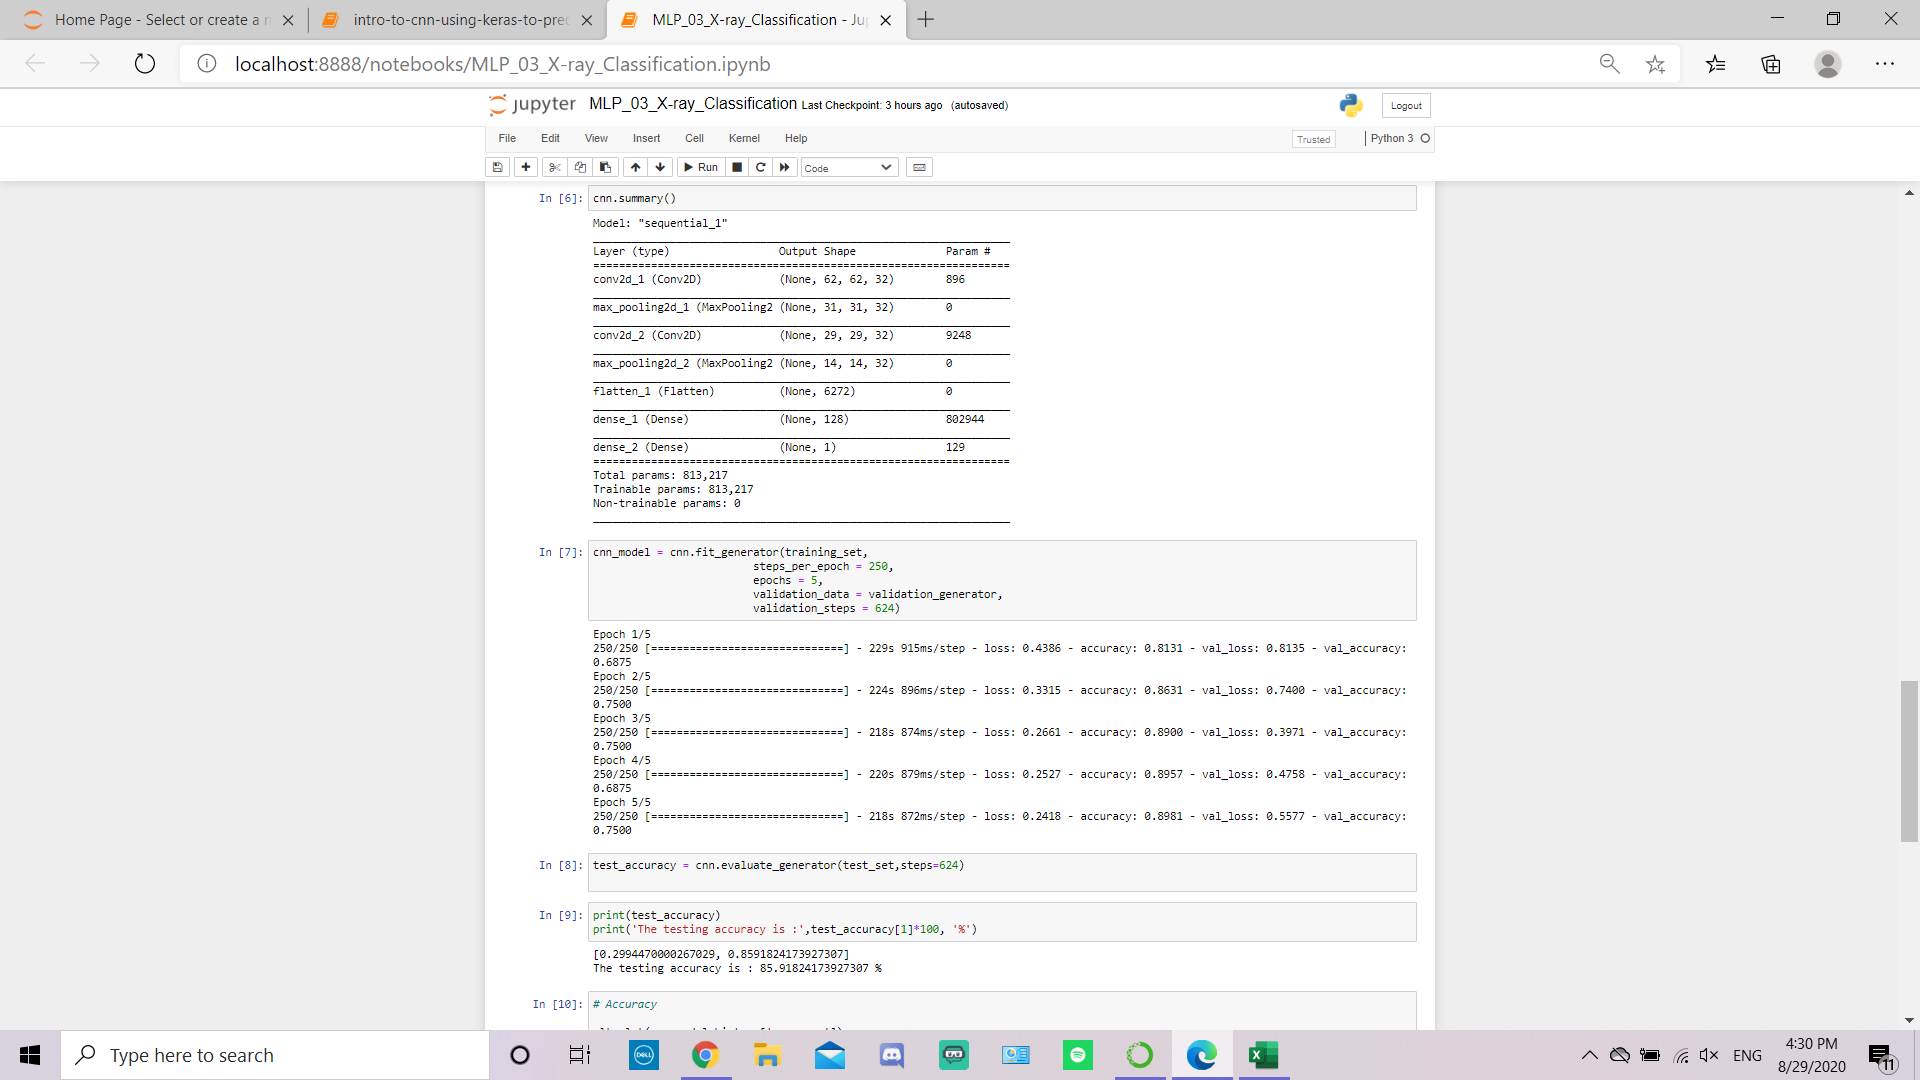 Home Page - Select or create a n
intro-to-cnn-using-keras-to-pred
MLP_03_X-ray_Classification - Ju
localhost:8888/notebooks/MLP_03_X-ray_Classification.ipynb
jupyter MLP_03_X-ray_Classification Last Checkpoint: 3 hours ago (autosaved)
Logout
File Edit View Insert Cell Kernel Help
Trusted
Python 3
Run
Code
In [6]: cnn.summary()
Model: "sequential_1"
Layer (type) Output Shape Param #
=================================================================
conv2d_1 (Conv2D) (None, 62, 62, 32) 896
max_pooling2d_1 (MaxPooling2 (None, 31, 31, 32) 0
conv2d_2 (Conv2D) (None, 29, 29, 32) 9248
max_pooling2d_2 (MaxPooling2 (None, 14, 14, 32) 0
flatten_1 (Flatten) (None, 6272) 0
dense_1 (Dense) (None, 128) 802944
dense_2 (Dense) (None, 1) 129
=================================================================
Total params: 813,217
Trainable params: 813,217
Non-trainable params: 0
In [7]: cnn_model = cnn.fit_generator(training_set,
steps_per_epoch = 250,
epochs = 5,
validation_data = validation_generator,
validation_steps = 624)
Epoch 1/5
250/250 [==============================] - 229s 915ms/step - loss: 0.4386 - accuracy: 0.8131 - val_loss: 0.8135 - val_accuracy:
0.6875
Epoch 2/5
250/250 [==============================] - 224s 896ms/step - loss: 0.3315 - accuracy: 0.8631 - val_loss: 0.7400 - val_accuracy:
0.7500
Epoch 3/5
250/250 [==============================] - 218s 874ms/step - loss: 0.2661 - accuracy: 0.8900 - val_loss: 0.3971 - val_accuracy:
0.7500
Epoch 4/5
250/250 [==============================] - 220s 879ms/step - loss: 0.2527 - accuracy: 0.8957 - val_loss: 0.4758 - val_accuracy:
0.6875
Epoch 5/5
250/250 [==============================] - 218s 872ms/step - loss: 0.2418 - accuracy: 0.8981 - val_loss: 0.5577 - val_accuracy:
0.7500
In [8]: test_accuracy = cnn.evaluate_generator(test_set,steps=624)
In [9]: print(test_accuracy)
print('The testing accuracy is :',test_accuracy[1]*100, '%')
[0.2994470000267029, 0.8591824173927307]
The testing accuracy is : 85.91824173927307 %
In [10]: # Accuracy
Type here to search
DELL
ENG
4:30 PM
8/29/2020
11